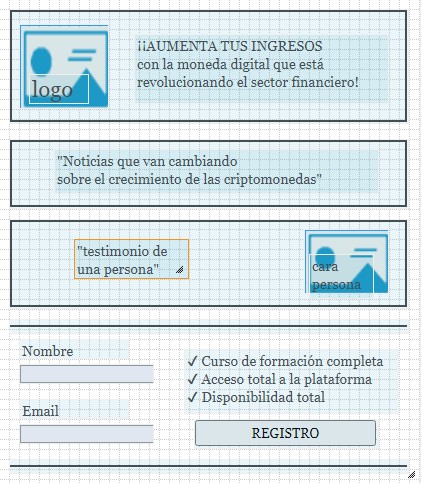 logo
¡¡AUMENTA TUS INGRESOS
con la moneda digital que está
revolucionando el sector financiero!
"Noticias que van cambiando
sobre el crecimiento de las criptomonedas"
"testimonio de
una persona"
cara
persona
Nombre
Email
✓ Curso de formación completa
✓ Acceso total a la plataforma
✓ Disponibilidad total
REGISTRO